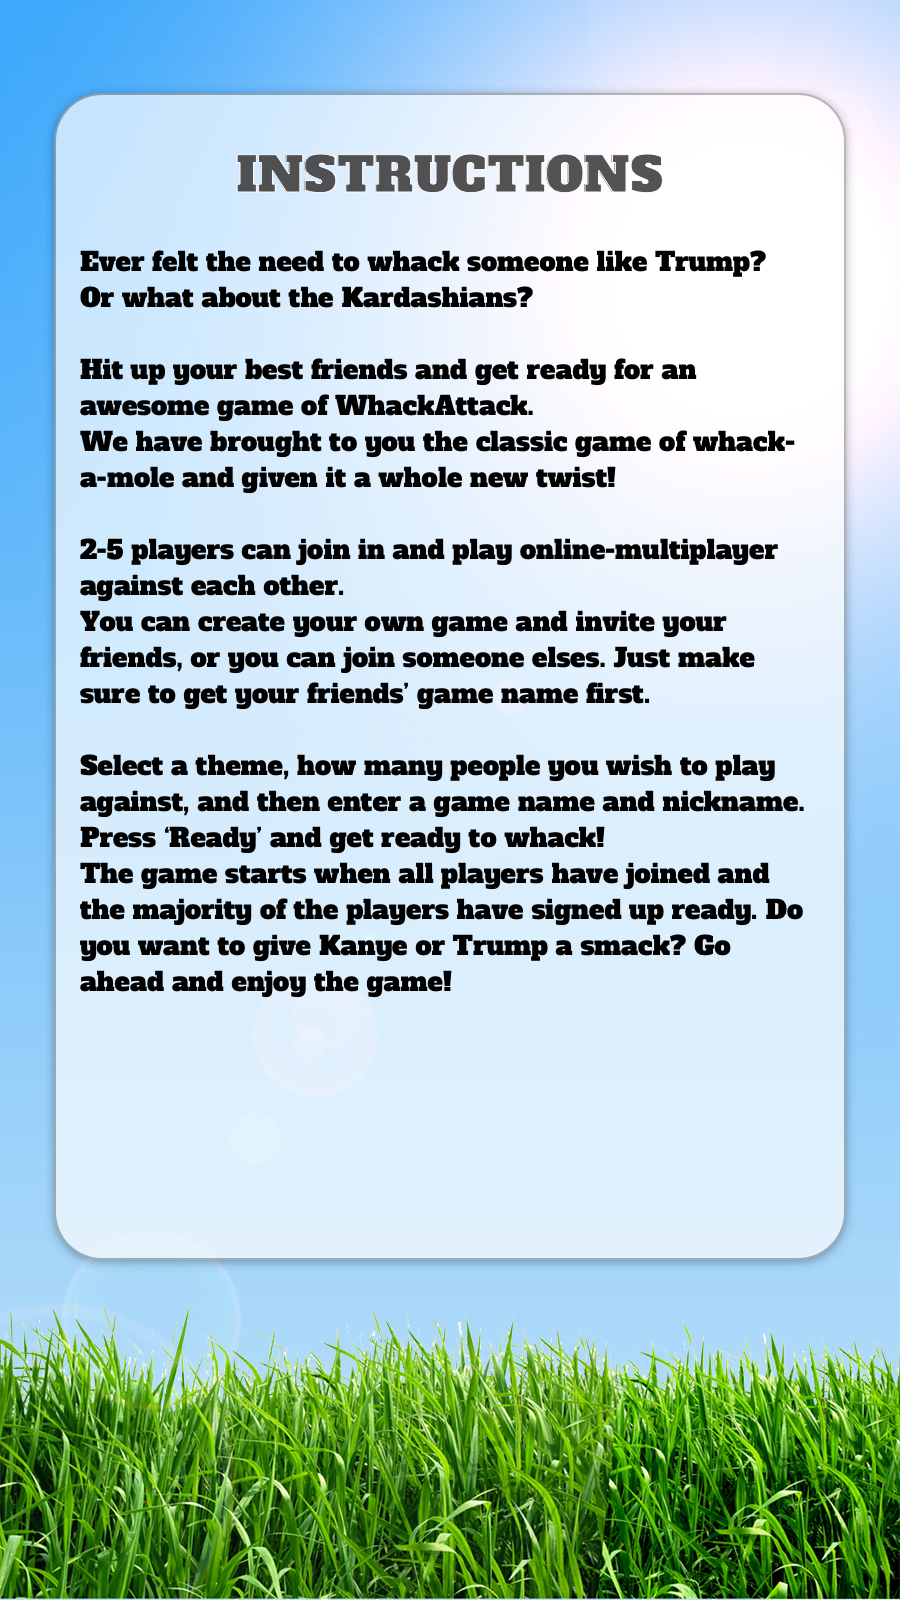 INSTRUCTIONS
Ever felt the need to whack someone like Trump?
Or what about the Kardashians?
Hit up your best friends and get ready for an
awesome game of WhackAttack.
We have brought to you the classic game of whack-
a-mole and given it a whole new twist!
2-5 players can join in and play online-multiplayer
against each other.
You can create your own game and invite your
friends, or you can join someone elses. Just make
sure to get your friends’ game name first.
Select a theme, how many people you wish to play
against, and then enter a game name and nickname.
Press ‘Ready’ and get ready to whack!
The game starts when all players have joined and
the majority of the players have signed up ready. Do
you want to give Kanye or Trump a smack? Go
ahead and enjoy the game!